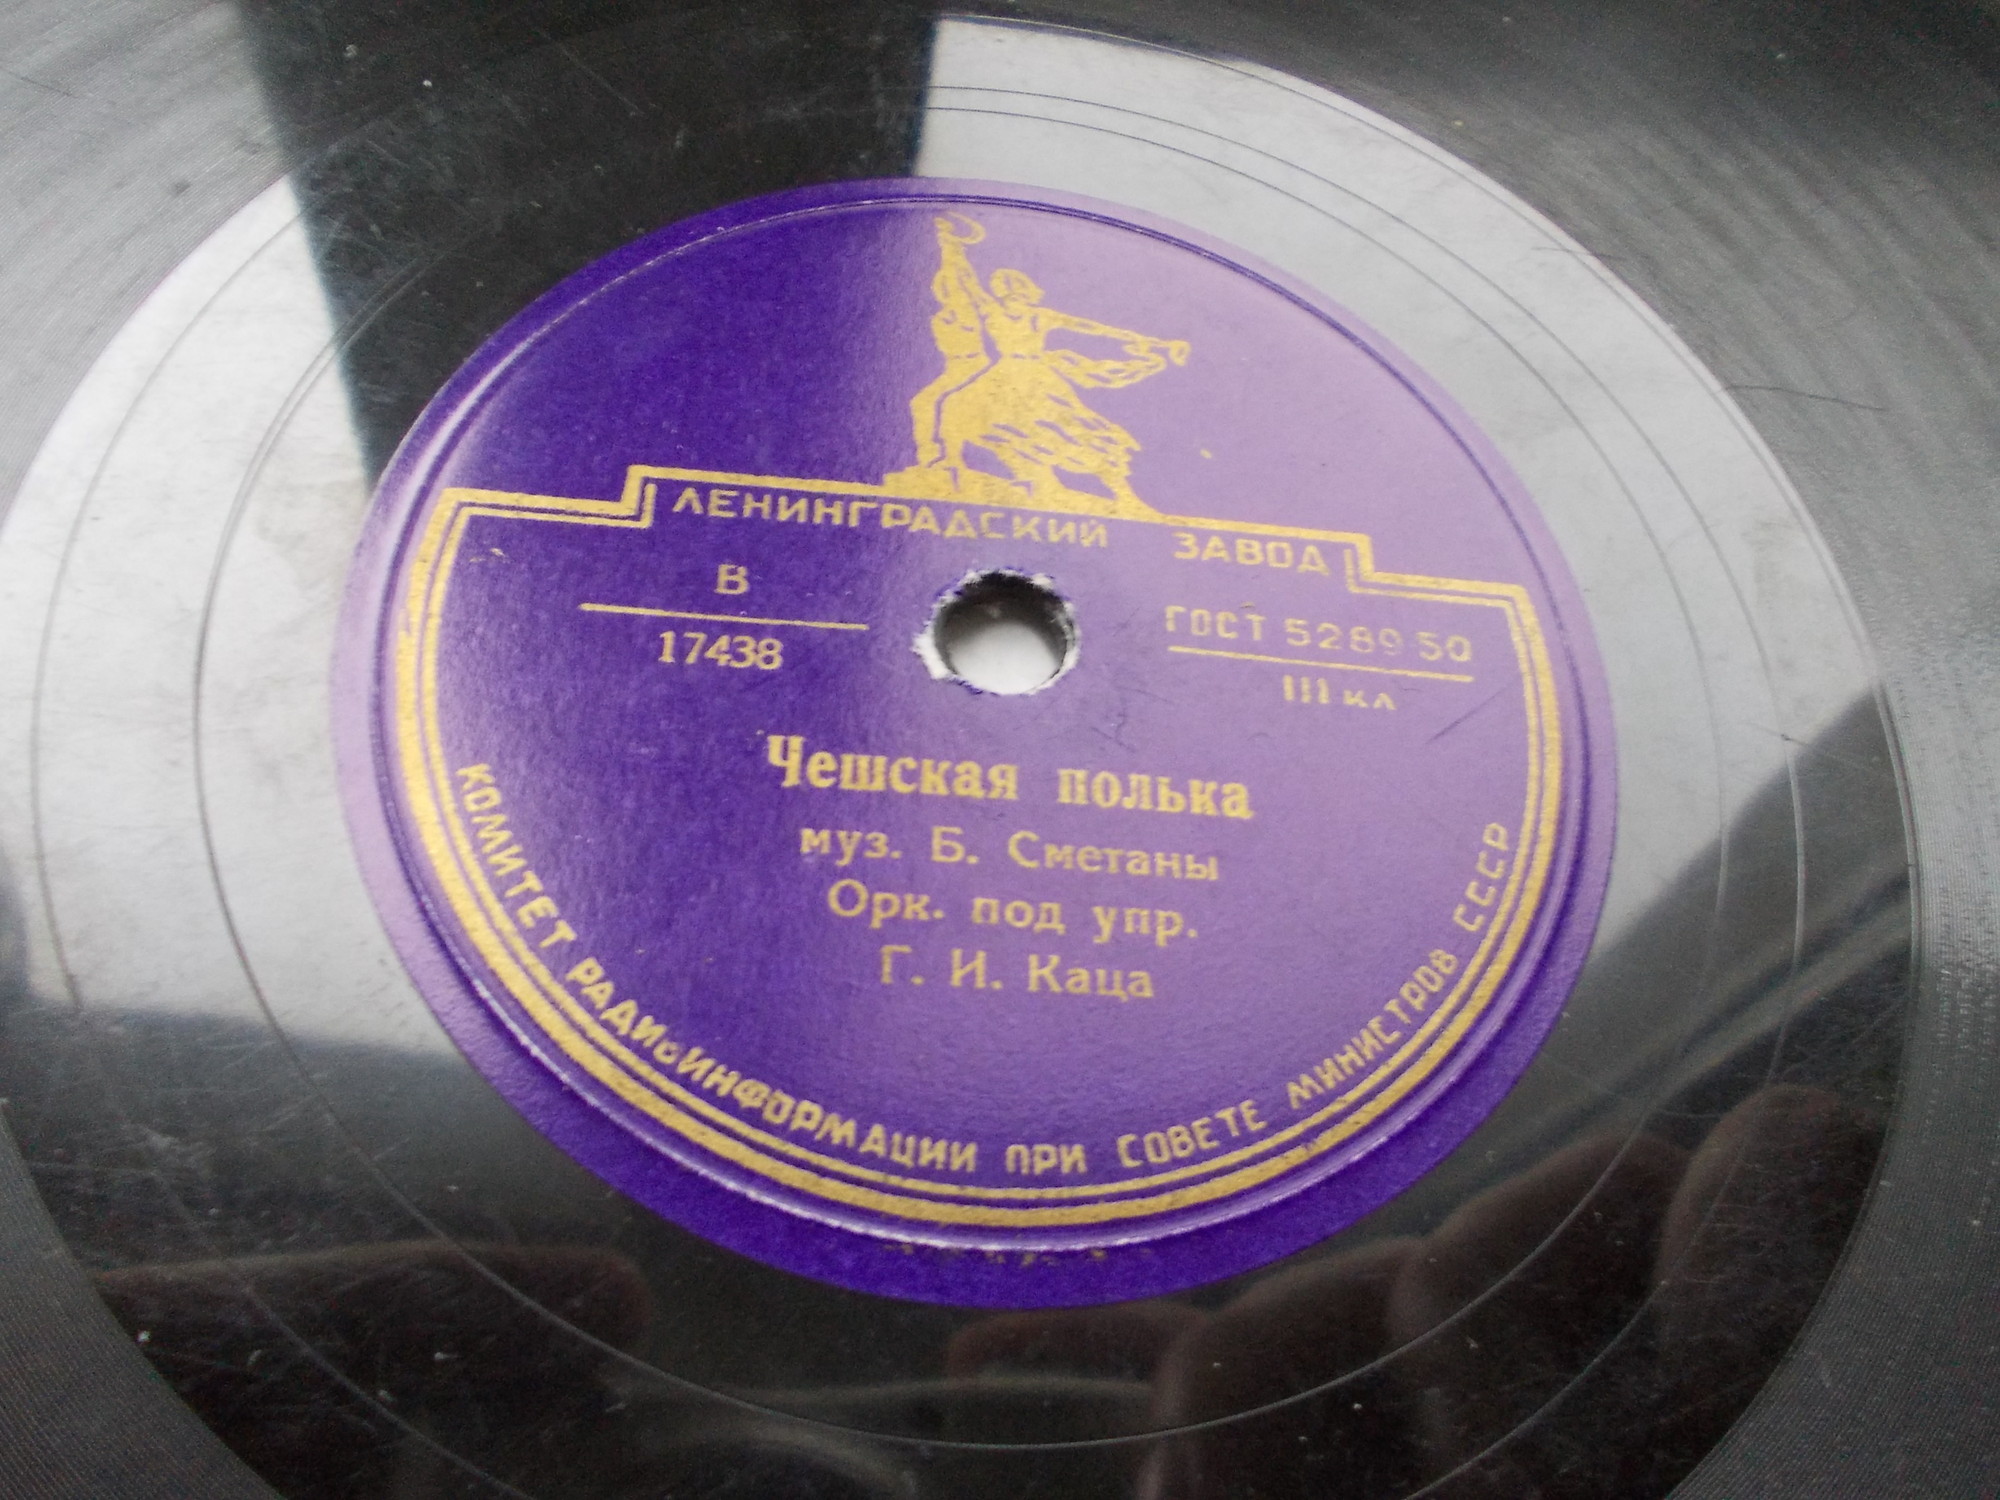 ЛЕНИНГРАДСКИЙ ЗАВОД
В
17438
ГОСТ 5289 50
III кл
Чешская полька
муз. Б. Сметаны
Орк. под упр.
Г. И. Каца
КОМИТЕТ РАДИОИНФОРМАЦИИ ПРИ СОВЕТЕ МИНИСТРОВ СССР